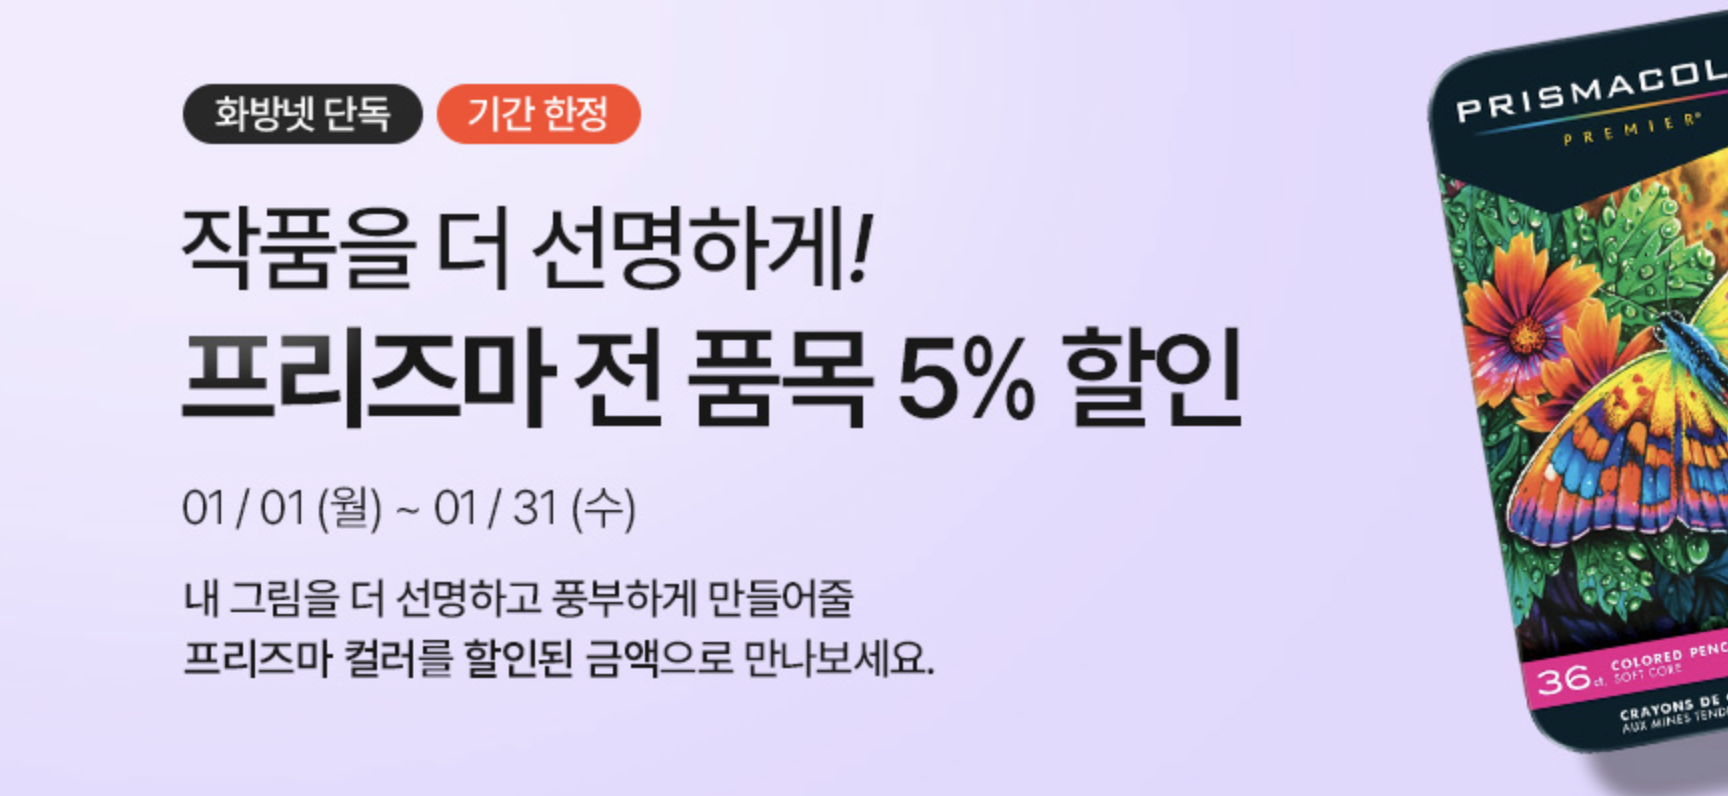 화방넷 단독 기간 한정
작품을 더 선명하게!
프리즈마 전 품목 5% 할인
01 / 01 (월) ~ 01 / 31 (수)
내 그림을 더 선명하고 풍부하게 만들어줄
프리즈마 컬러를 할인된 금액으로 만나보세요.
PRISMACOL
PREMIER®
36 ct. COLORED PENC
SOFT CORE
CRAYONS DE
AUX MINES TEND